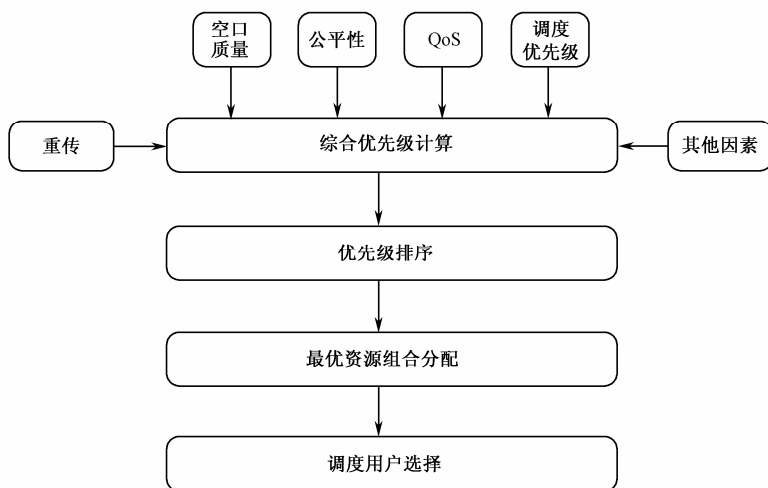 空口
质量
公平性
QoS
调度
优先级
重传
综合优先级计算
其他因素
优先级排序
最优资源组合分配
调度用户选择